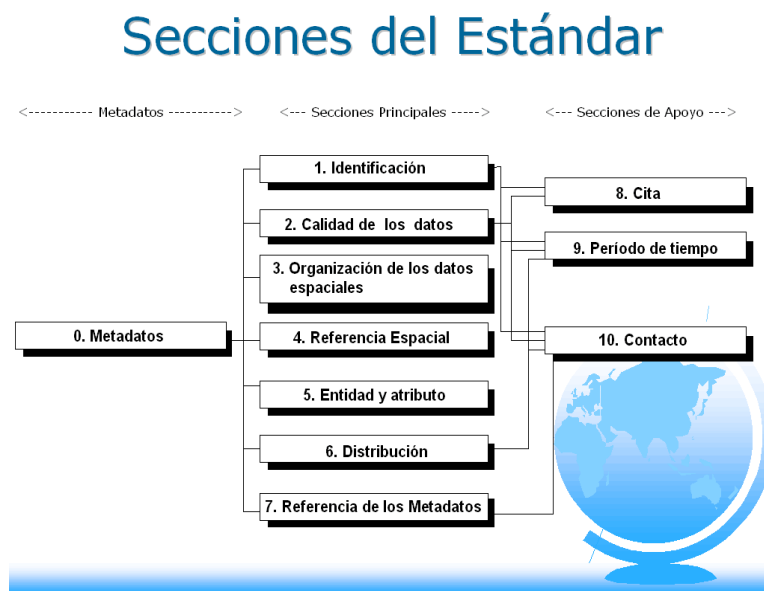 Secciones del Estándar
<----------- Metadatos ----------->
<--- Secciones Principales ----->
<--- Secciones de Apoyo --->
1. Identificación
2. Calidad de los datos
3. Organización de los datos
espaciales
0. Metadatos
4. Referencia Espacial
5. Entidad y atributo
6. Distribución
7. Referencia de los Metadatos
8. Cita
9. Período de tiempo
10. Contacto